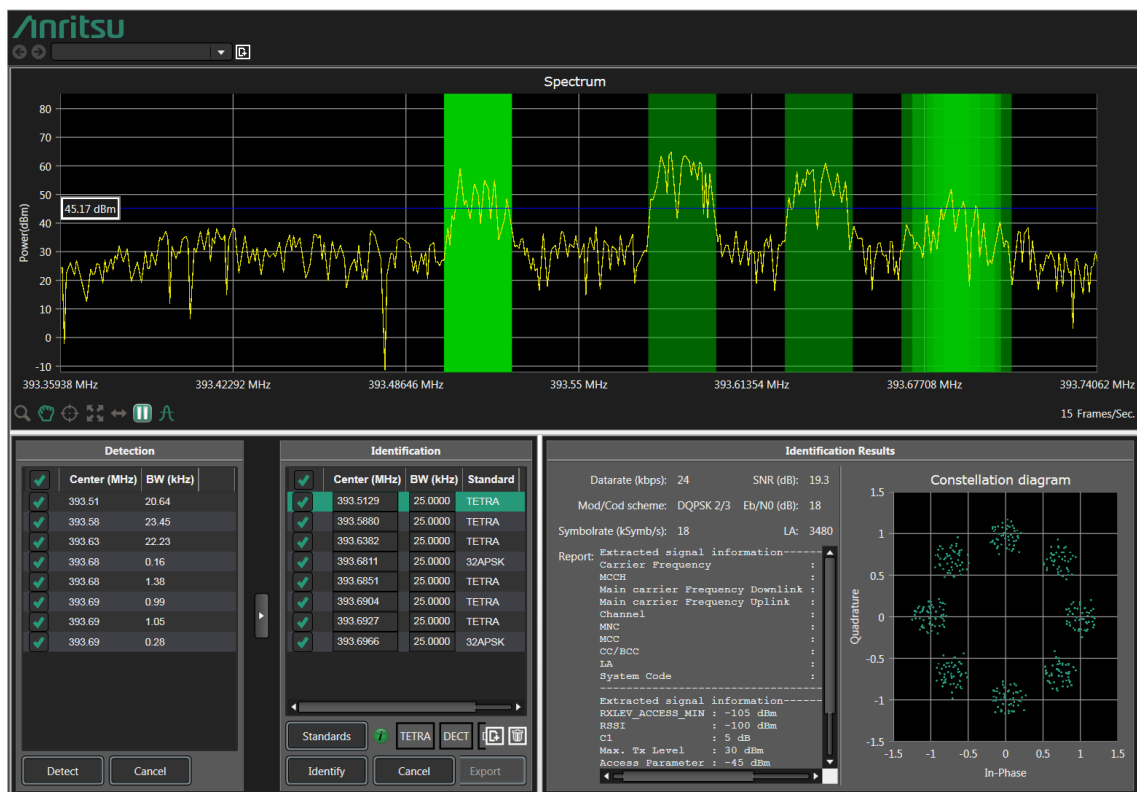 Anritsu
Spectrum
Power(dBm)
80
70
60
50
40
30
20
10
0
-10
45.17 dBm
393.35938 MHz 393.42292 MHz 393.48646 MHz 393.55 MHz 393.61354 MHz 393.67708 MHz 393.74062 MHz
15 Frames/Sec.
Detection
Center (MHz) BW (kHz)
393.51 20.64
393.58 23.45
393.63 22.23
393.68 0.16
393.68 1.38
393.69 0.99
393.69 1.05
393.69 0.28
Detect Cancel
Identification
Center (MHz) BW (kHz) Standard
393.5129 25.0000 TETRA
393.5880 25.0000 TETRA
393.6382 25.0000 TETRA
393.6811 25.0000 32APSK
393.6851 25.0000 TETRA
393.6904 25.0000 TETRA
393.6927 25.0000 TETRA
393.6966 25.0000 32APSK
Standards i TETRA DECT
Identify Cancel Export
Identification Results
Datarate (kbps): 24 SNR (dB): 19.3
Mod/Cod scheme: DQPSK 2/3 Eb/N0 (dB): 18
Symbolrate (kSymb/s): 18 LA: 3480
Report:
Extracted signal information------
Carrier Frequency :
MCCH :
Main carrier Frequency Downlink :
Main carrier Frequency Uplink :
Channel :
MNC :
MCC :
CC/BCC :
LA :
System Code :
----------------------------------
Extracted signal information------
RXLEV_ACCESS_MIN : -105 dBm
RSSI : -100 dBm
C1 : 5 dB
Max. Tx Level : 30 dBm
Access Parameter : -45 dBm
Constellation diagram
Quadrature
1.5
1
0.5
0
-0.5
-1
-1.5
-1.5 -1 -0.5 0 0.5 1 1.5
In-Phase